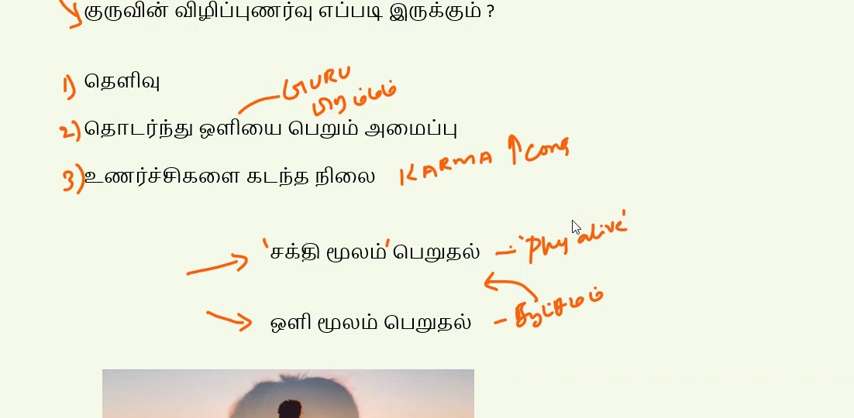 குருவின் விழிப்புணர்வு எப்படி இருக்கும் ?
1) தெளிவு
GURU
பிரம்மம்
2) தொடர்ந்து ஒளியை பெறும் அமைப்பு
3) உணர்ச்சிகளை கடந்த நிலை KARMA ↑ Cons
'சக்தி மூலம்' பெறுதல் – 'Phy alive'
ஒளி மூலம் பெறுதல் –